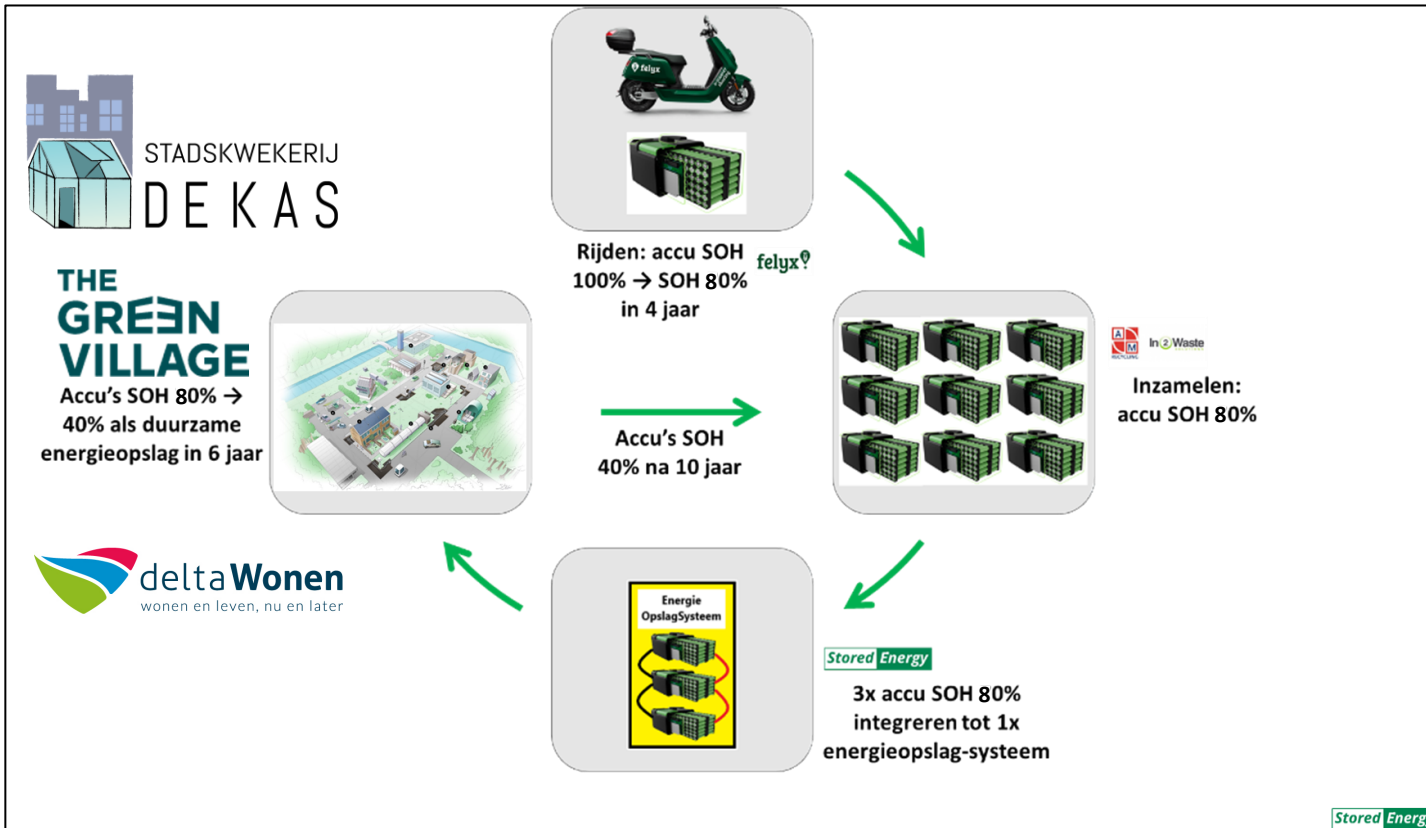 felyx
STADSKWEKERIJ
DE KAS
Rijden: accu SOH
100% → SOH 80%
in 4 jaar
felyx
THE
GREEN
VILLAGE
Accu's SOH 80% →
40% als duurzame
energieopslag in 6 jaar
Accu's SOH
40% na 10 jaar
A
M
RECYCLING
In2Waste
Inzamelen:
accu SOH 80%
deltaWonen
wonen en leven, nu en later
Energie
OpslagSysteem
Stored Energy
3x accu SOH 80%
integreren tot 1x
energieopslag-systeem
Stored Energ